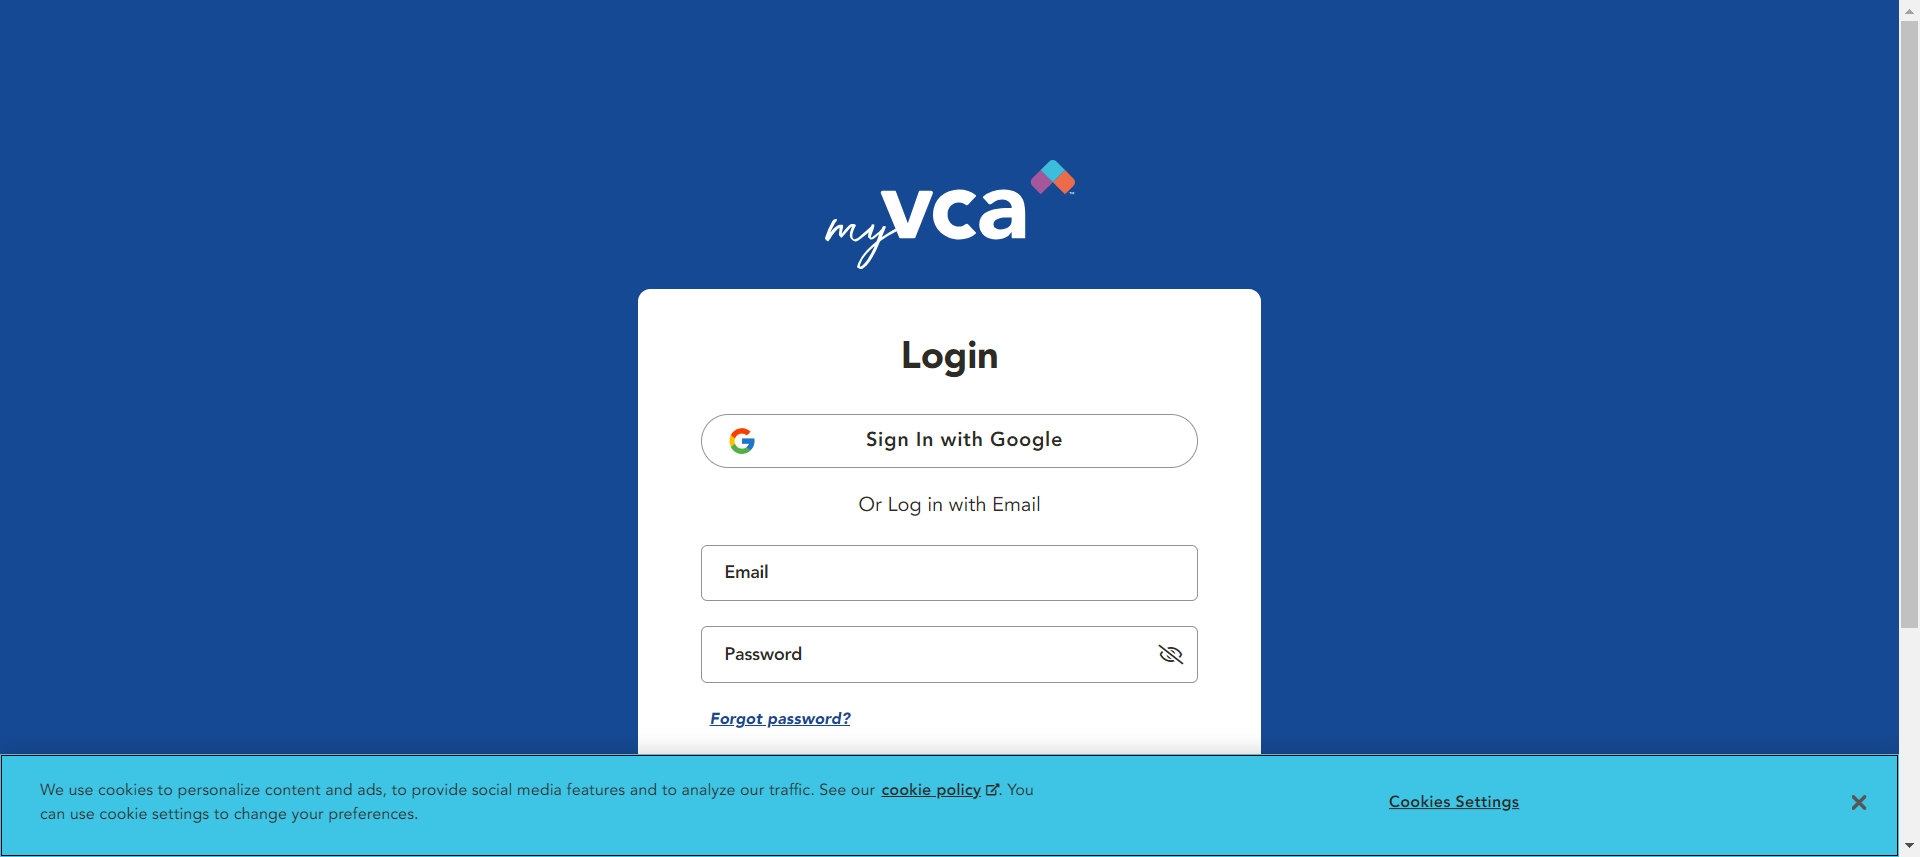 my vca
Login
Sign In with Google
Or Log in with Email
Email
Password
Forgot password?
We use cookies to personalize content and ads, to provide social media features and to analyze our traffic. See our cookie policy. You
can use cookie settings to change your preferences.
Cookies Settings